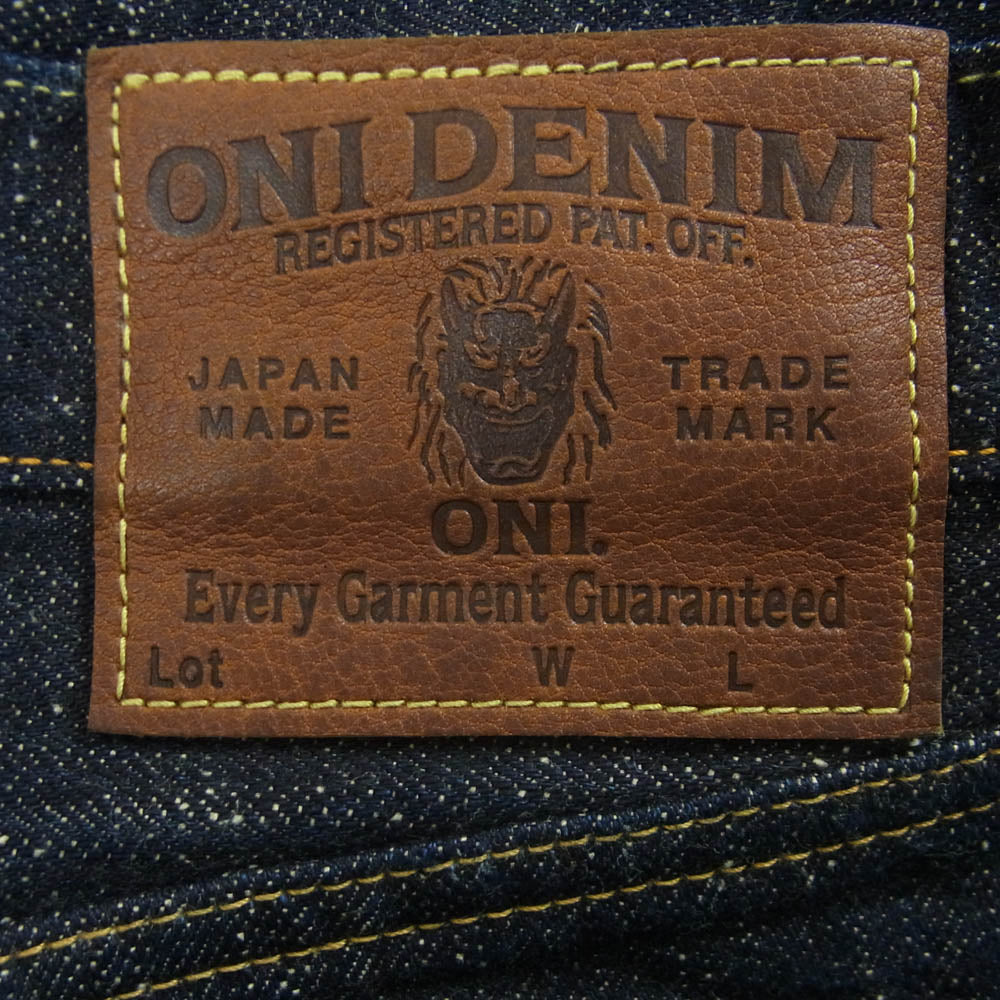 ONI DENIM
REGISTERED PAT. OFF.
JAPAN MADE
TRADE MARK
ONI.
Every Garment Guaranteed
Lot W L